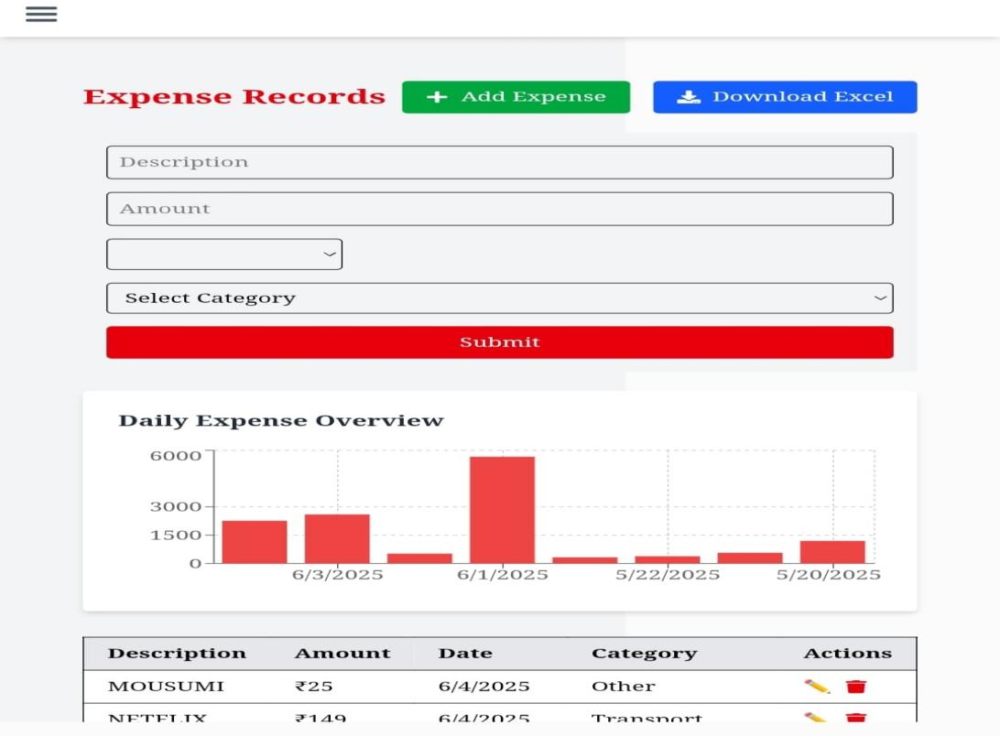 Expense Records + Add Expense Download Excel
Description
Amount
Select Category
Submit
Daily Expense Overview
6000
3000
1500
0
6/3/2025 6/1/2025 5/22/2025 5/20/2025
Description Amount Date Category Actions
MOUSUMI ₹25 6/4/2025 Other
NETFLIX ₹149 6/4/2025 Transport